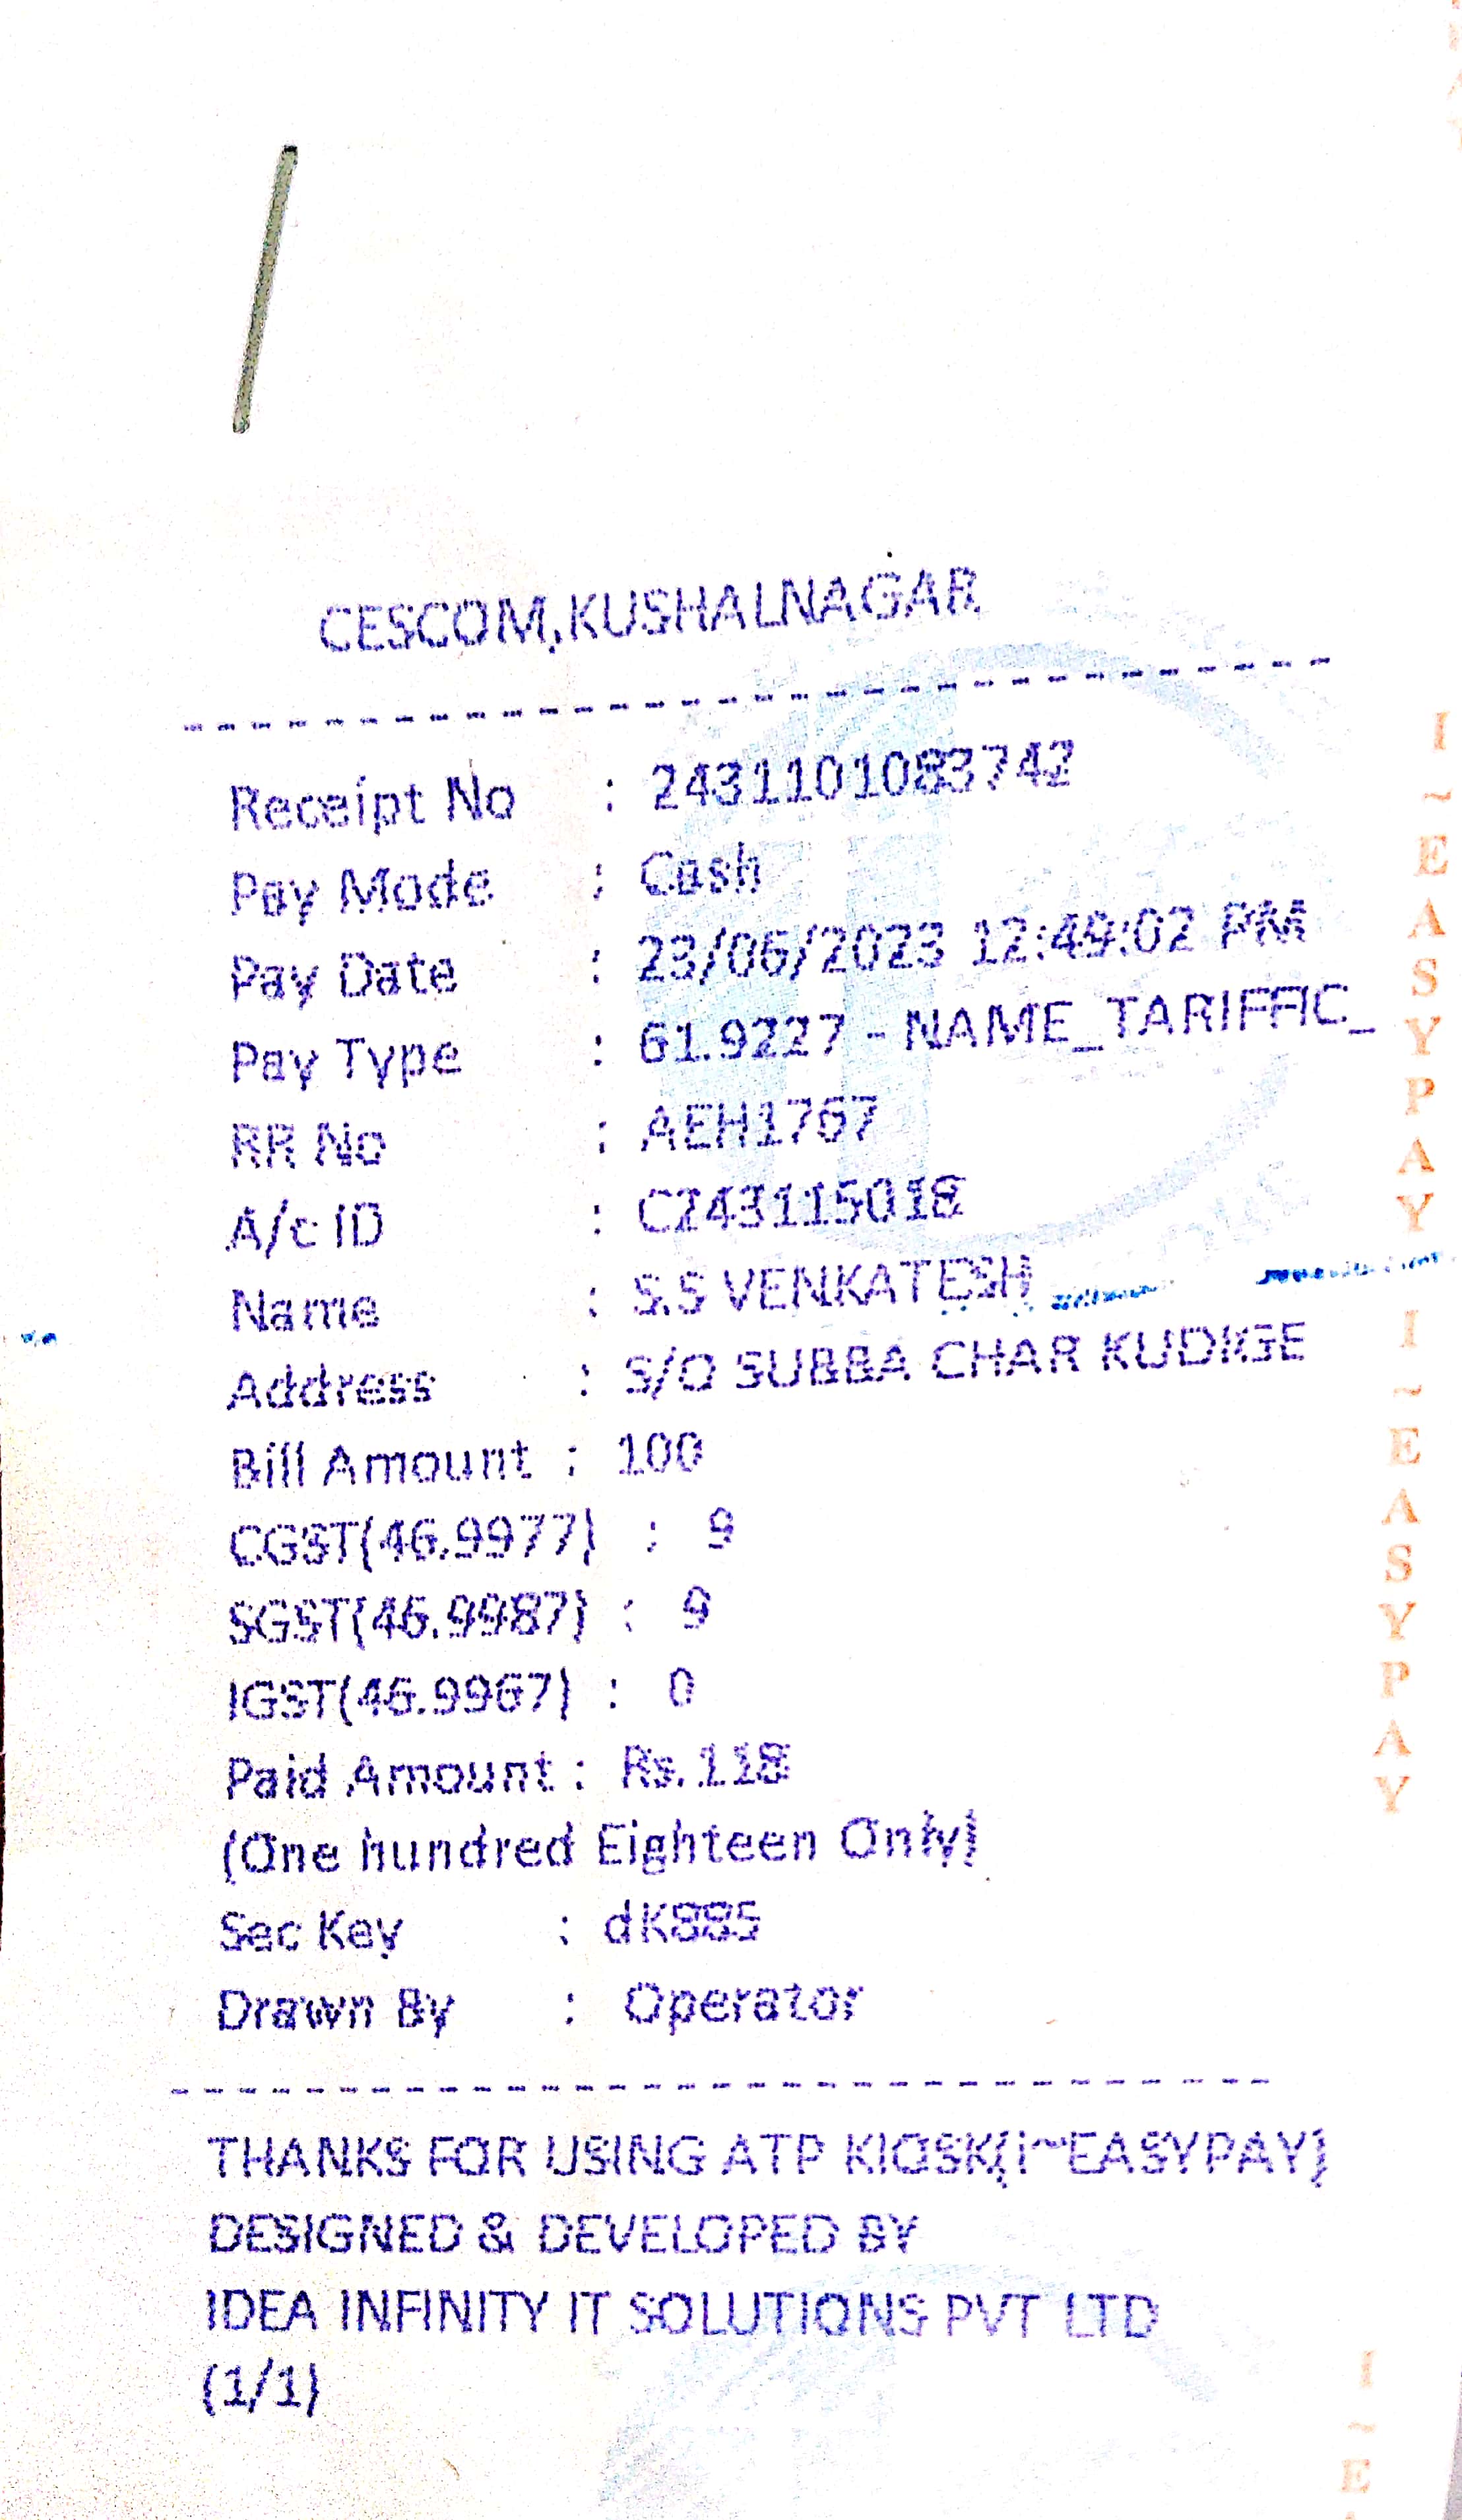 CESCOM,KUSHALNAGAR
------------------------------------
Receipt No : 2431101083742
Pay Mode : Cash
Pay Date : 23/06/2023 12:49:02 PM
Pay Type : 61.9227 - NAME_TARIFFIC_
RR No : AEH1767
A/c ID : CZ43115018
Name : S.S VENKATESH
Address : S/O SUBBA CHAR KUDIGE
Bill Amount : 100
CGST(46.9977) : 9
SGST(46.9987) : 9
IGST(46.9967) : 0
Paid Amount : Rs. 118
(One hundred Eighteen Only)
Sec Key : dK885
Drawn By : Operator
------------------------------------
THANKS FOR USING ATP KIOSK(i~EASYPAY)
DESIGNED & DEVELOPED BY
IDEA INFINITY IT SOLUTIONS PVT LTD
(1/1)
I~EASYPAY
I~EASYPAY
I~E